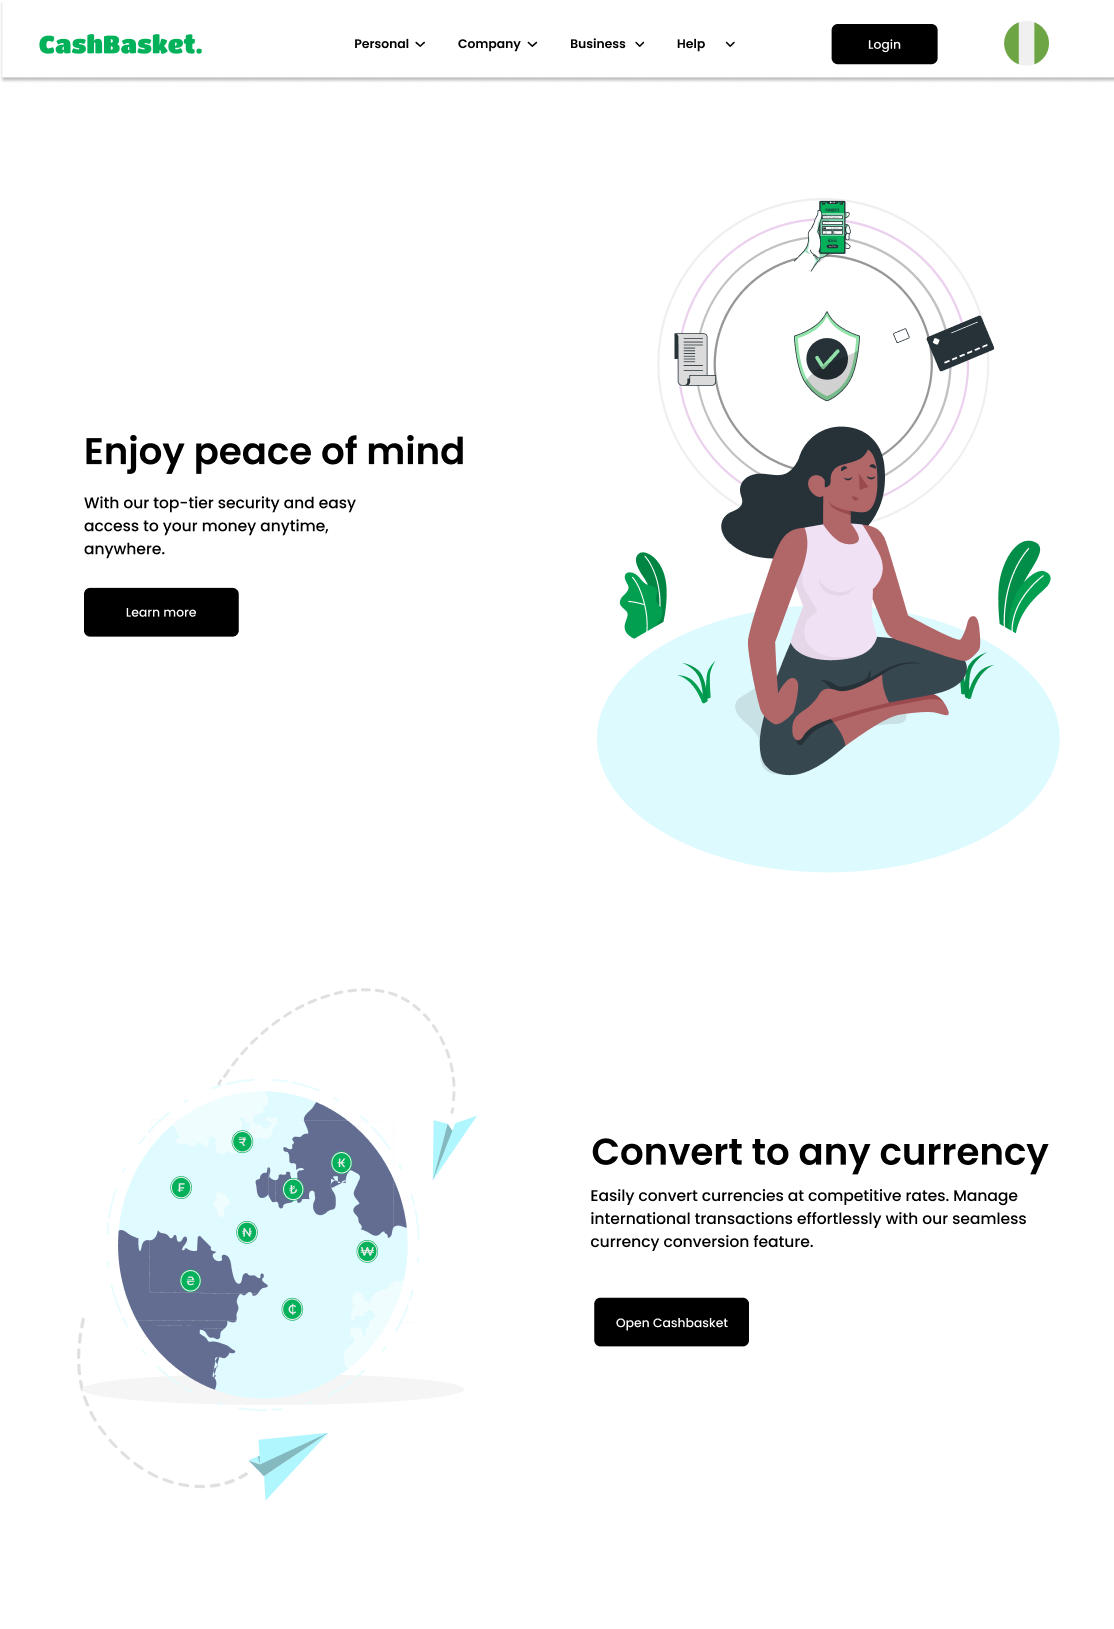 CashBasket.
Personal
Company
Business
Help
Login
Enjoy peace of mind
With our top-tier security and easy
access to your money anytime,
anywhere.
Learn more
₹
₭
₣
₺
₦
₩
₴
₵
Convert to any currency
Easily convert currencies at competitive rates. Manage
international transactions effortlessly with our seamless
currency conversion feature.
Open Cashbasket